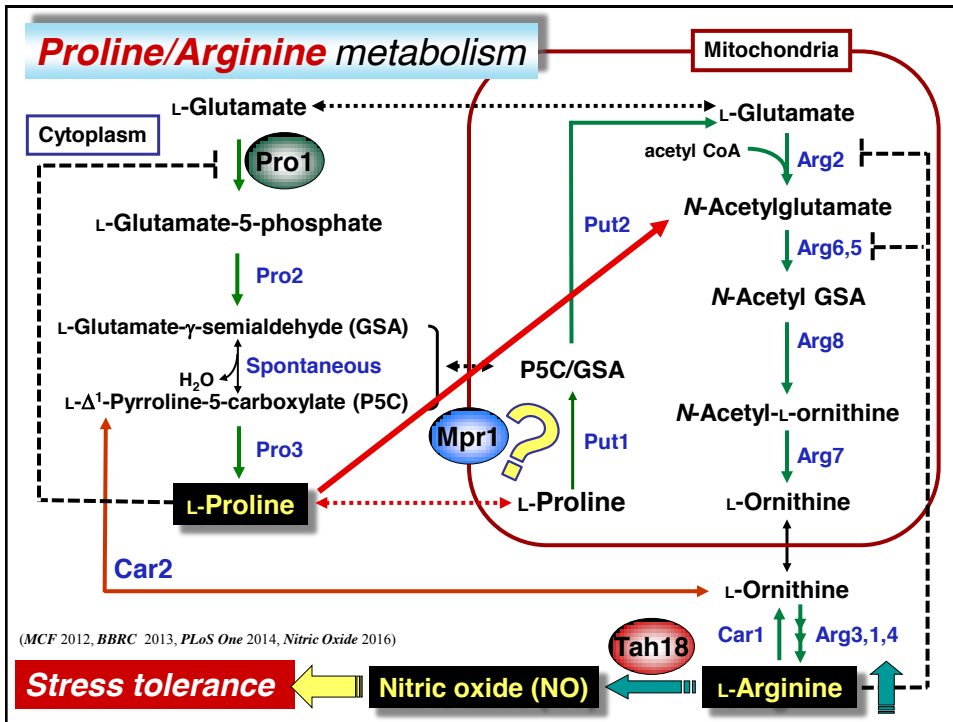 Proline/Arginine metabolism
Mitochondria
L-Glutamate
L-Glutamate
Cytoplasm
Pro1
acetyl CoA
Arg2
L-Glutamate-5-phosphate
N-Acetylglutamate
Put2
Pro2
Arg6,5
N-Acetyl GSA
L-Glutamate-γ-semialdehyde (GSA)
Arg8
Spontaneous
H₂O
P5C/GSA
L-Δ¹-Pyrroline-5-carboxylate (P5C)
N-Acetyl-L-ornithine
Mpr1
?
Pro3
Put1
Arg7
L-Proline
L-Proline
L-Ornithine
Car2
L-Ornithine
(MCF 2012, BBRC 2013, PLoS One 2014, Nitric Oxide 2016)
Car1
Arg3,1,4
Tah18
Stress tolerance
Nitric oxide (NO)
L-Arginine